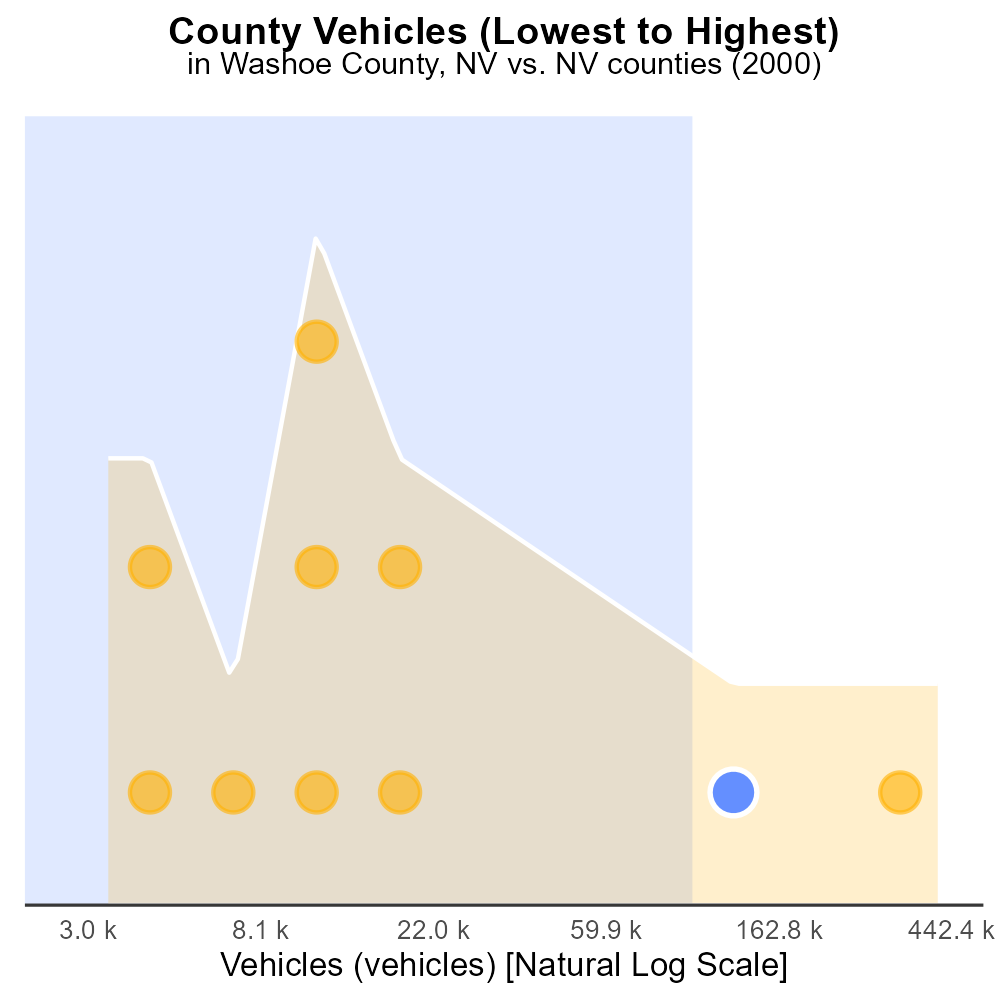 County Vehicles (Lowest to Highest)
in Washoe County, NV vs. NV counties (2000)
3.0 k 8.1 k 22.0 k 59.9 k 162.8 k 442.4 k
Vehicles (vehicles) [Natural Log Scale]